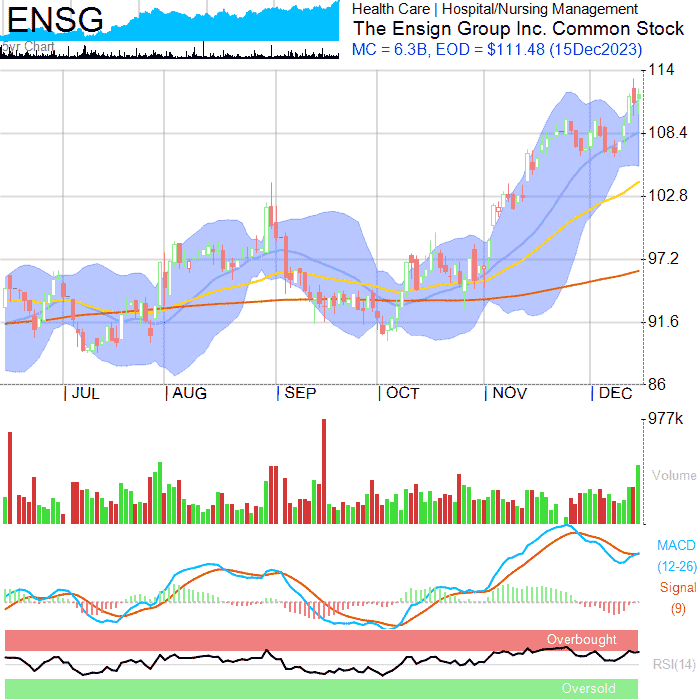 ENSG
5yr Chart
Health Care | Hospital/Nursing Management
The Ensign Group Inc. Common Stock
MC = 6.3B, EOD = $111.48 (15Dec2023)
114
108.4
102.8
97.2
91.6
86
JUL AUG SEP OCT NOV DEC
977k
Volume
MACD
(12-26)
Signal
(9)
Overbought
RSI(14)
Oversold